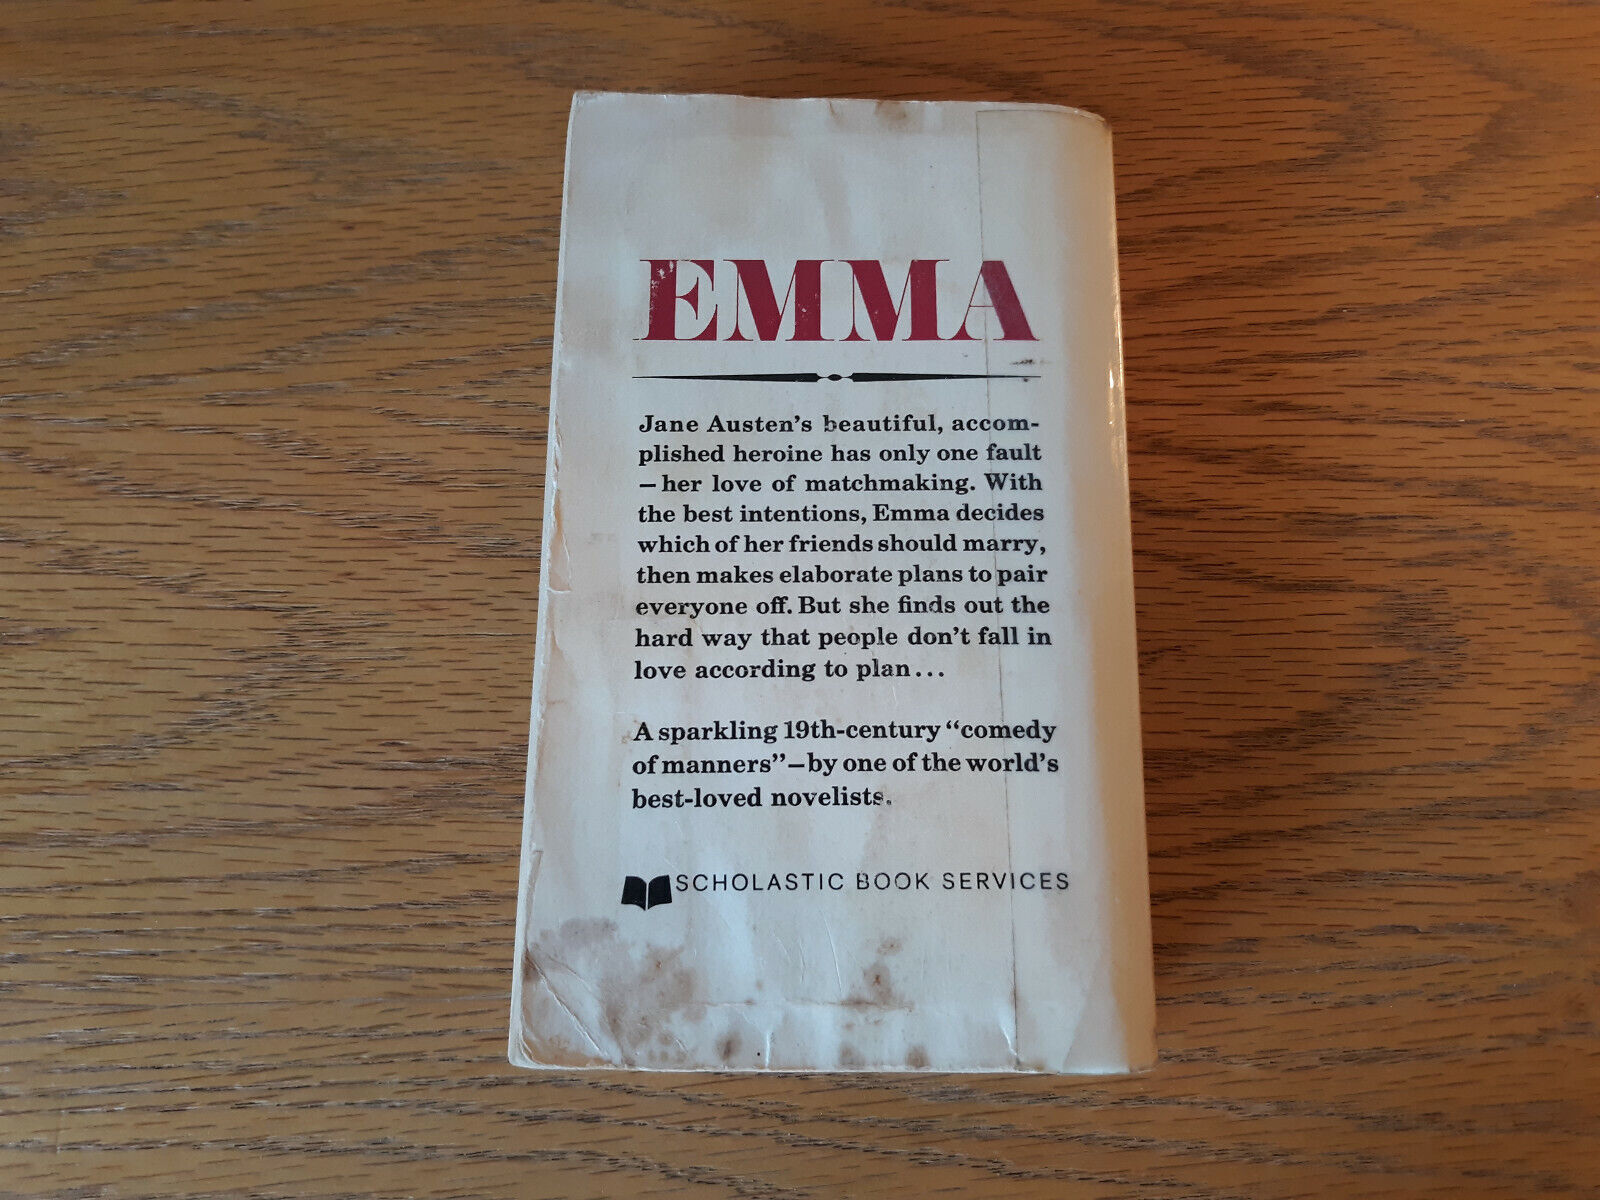 EMMA
Jane Austen's beautiful, accom-
plished heroine has only one fault
—her love of matchmaking. With
the best intentions, Emma decides
which of her friends should marry,
then makes elaborate plans to pair
everyone off. But she finds out the
hard way that people don't fall in
love according to plan...
A sparkling 19th-century “comedy
of manners”—by one of the world's
best-loved novelists.
SCHOLASTIC BOOK SERVICES